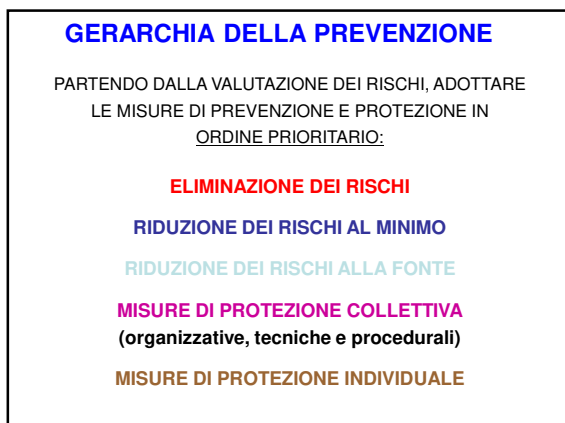 GERARCHIA DELLA PREVENZIONE
PARTENDO DALLA VALUTAZIONE DEI RISCHI, ADOTTARE
LE MISURE DI PREVENZIONE E PROTEZIONE IN
ORDINE PRIORITARIO:
ELIMINAZIONE DEI RISCHI
RIDUZIONE DEI RISCHI AL MINIMO
RIDUZIONE DEI RISCHI ALLA FONTE
MISURE DI PROTEZIONE COLLETTIVA
(organizzative, tecniche e procedurali)
MISURE DI PROTEZIONE INDIVIDUALE